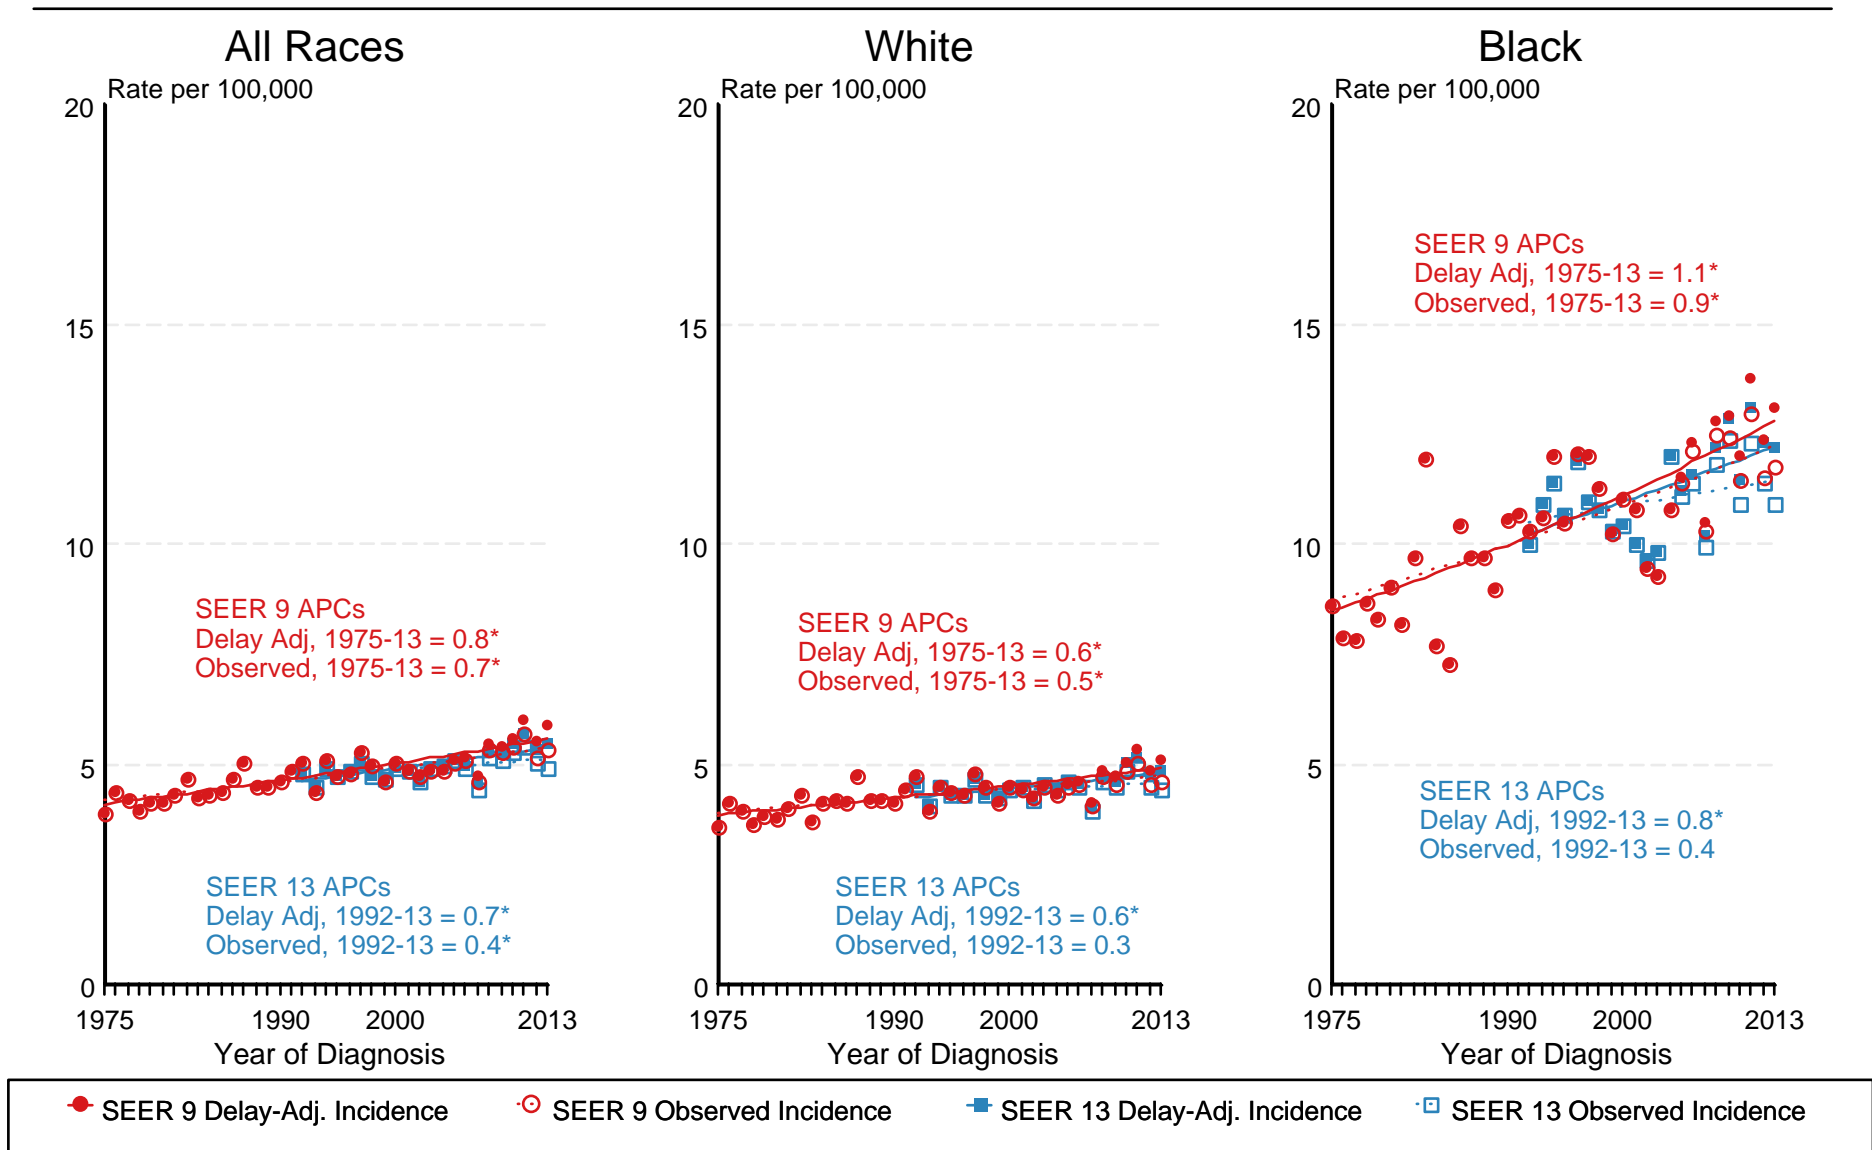 All Races
Rate per 100,000
20
15
10
5
0
SEER 9 APCs
Delay Adj, 1975-13 = 0.8*
Observed, 1975-13 = 0.7*
SEER 13 APCs
Delay Adj, 1992-13 = 0.7*
Observed, 1992-13 = 0.4*
1975 1990 2000 2013
Year of Diagnosis
White
Rate per 100,000
20
15
10
5
0
SEER 9 APCs
Delay Adj, 1975-13 = 0.6*
Observed, 1975-13 = 0.5*
SEER 13 APCs
Delay Adj, 1992-13 = 0.6*
Observed, 1992-13 = 0.3
1975 1990 2000 2013
Year of Diagnosis
Black
Rate per 100,000
20
15
10
5
0
SEER 9 APCs
Delay Adj, 1975-13 = 1.1*
Observed, 1975-13 = 0.9*
SEER 13 APCs
Delay Adj, 1992-13 = 0.8*
Observed, 1992-13 = 0.4
1975 1990 2000 2013
Year of Diagnosis
SEER 9 Delay-Adj. Incidence
SEER 9 Observed Incidence
SEER 13 Delay-Adj. Incidence
SEER 13 Observed Incidence